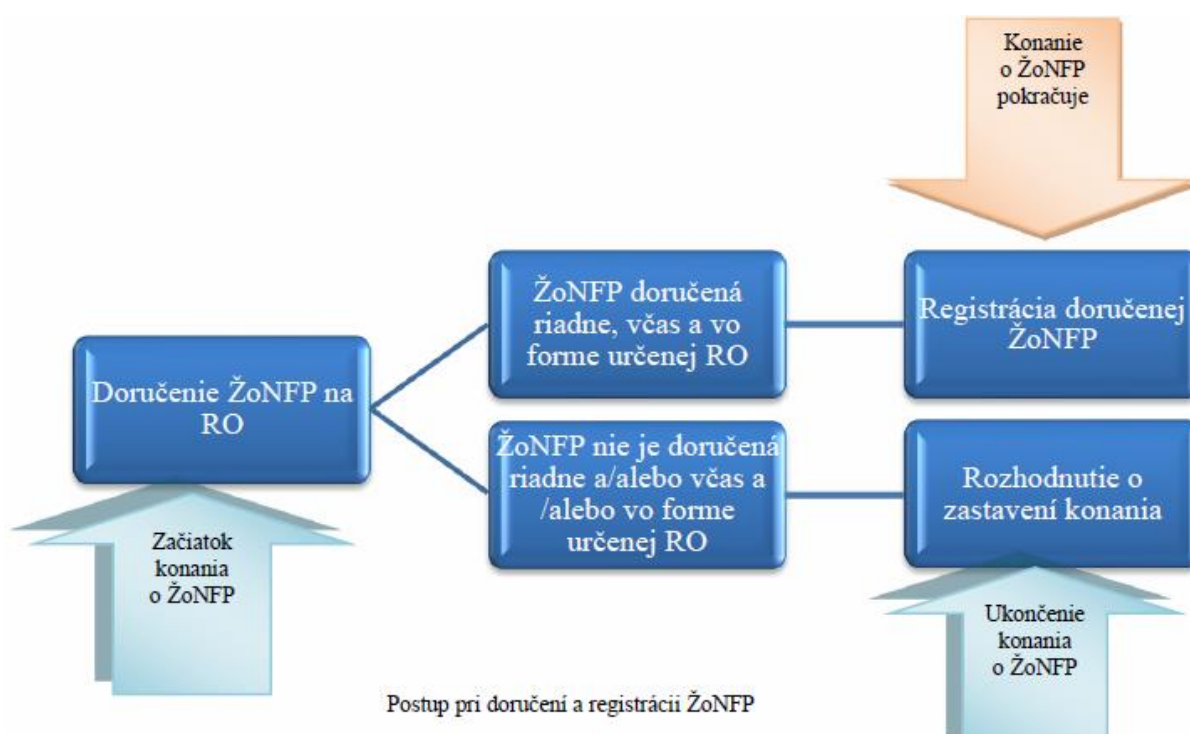 Konanie
o ŽoNFP
pokračuje
ŽoNFP doručená
riadne, včas a vo
forme určenej RO
Registrácia doručenej
ŽoNFP
Doručenie ŽoNFP na
RO
ŽoNFP nie je doručená
riadne a/alebo včas a
/alebo vo forme
určenej RO
Rozhodnutie o
zastavení konania
Začiatok
konania
o ŽoNFP
Ukončenie
konania
o ŽoNFP
Postup pri doručení a registrácii ŽoNFP